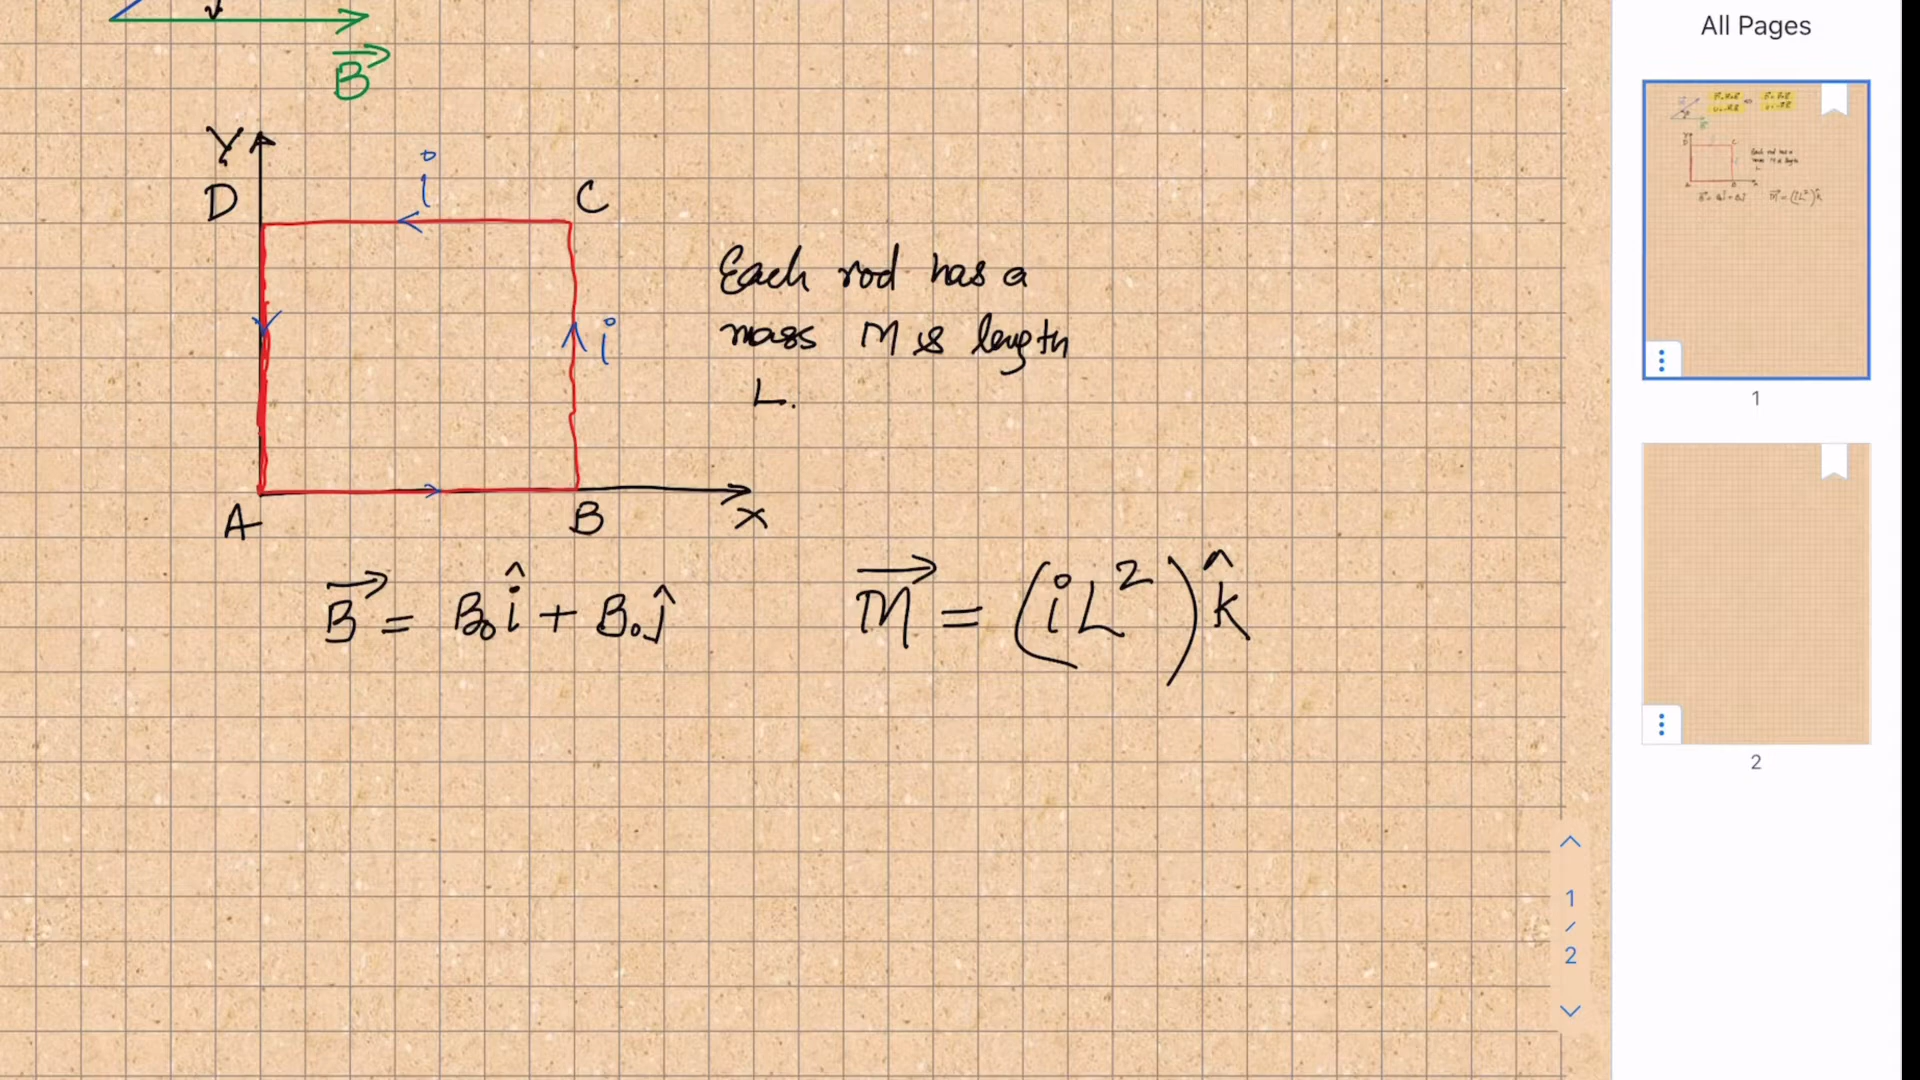 All Pages
B⃗
Y
D
i
C
i
Each rod has a
mass M & length
L.
A
B
X
B⃗ = B₀î + B₀ĵ
M⃗ = (iL²)k̂
1
2
1
/
2